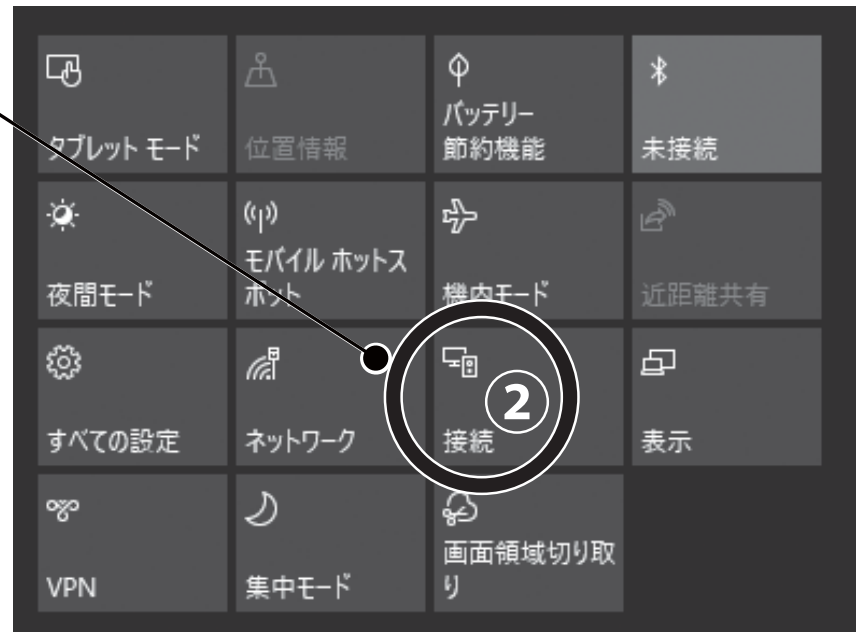 タブレット モード
位置情報
バッテリー
節約機能
未接続
夜間モード
モバイル ホットス
ポット
機内モード
近距離共有
すべての設定
ネットワーク
②
接続
表示
VPN
集中モード
画面領域切り取
り